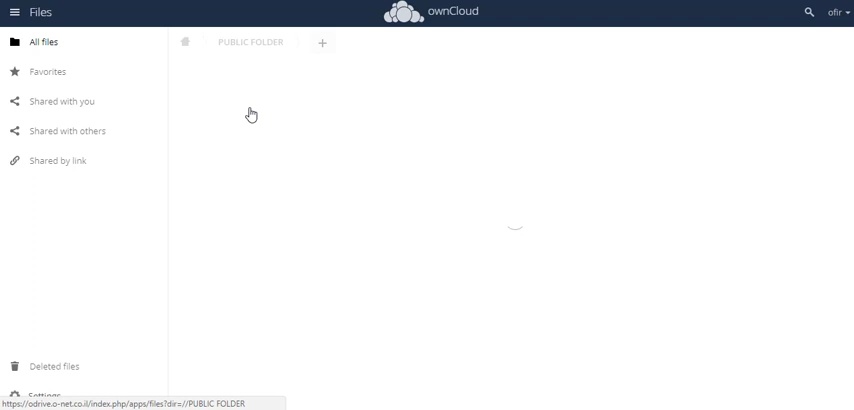 Files
ownCloud
ofir
All files
PUBLIC FOLDER
+
Favorites
Shared with you
Shared with others
Shared by link
Deleted files
Settings
https://odrive.o-net.co.il/index.php/apps/files?dir=//PUBLIC FOLDER